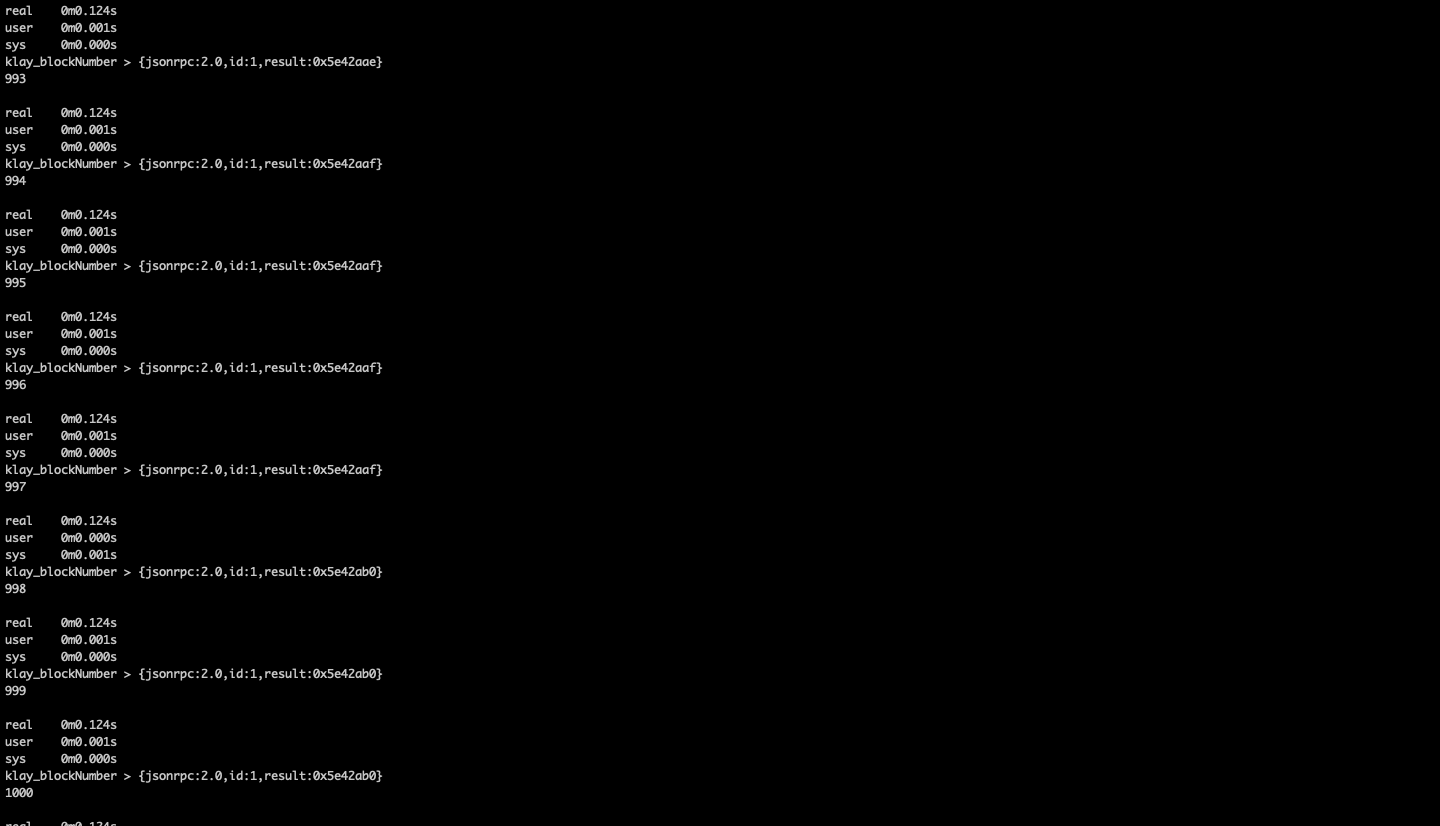 real    0m0.124s
user    0m0.001s
sys     0m0.000s
klay_blockNumber > {jsonrpc:2.0,id:1,result:0x5e42aae}
993

real    0m0.124s
user    0m0.001s
sys     0m0.000s
klay_blockNumber > {jsonrpc:2.0,id:1,result:0x5e42aaf}
994

real    0m0.124s
user    0m0.001s
sys     0m0.000s
klay_blockNumber > {jsonrpc:2.0,id:1,result:0x5e42aaf}
995

real    0m0.124s
user    0m0.001s
sys     0m0.000s
klay_blockNumber > {jsonrpc:2.0,id:1,result:0x5e42aaf}
996

real    0m0.124s
user    0m0.001s
sys     0m0.000s
klay_blockNumber > {jsonrpc:2.0,id:1,result:0x5e42aaf}
997

real    0m0.124s
user    0m0.000s
sys     0m0.001s
klay_blockNumber > {jsonrpc:2.0,id:1,result:0x5e42ab0}
998

real    0m0.124s
user    0m0.001s
sys     0m0.000s
klay_blockNumber > {jsonrpc:2.0,id:1,result:0x5e42ab0}
999

real    0m0.124s
user    0m0.001s
sys     0m0.000s
klay_blockNumber > {jsonrpc:2.0,id:1,result:0x5e42ab0}
1000

real    0m0.124s